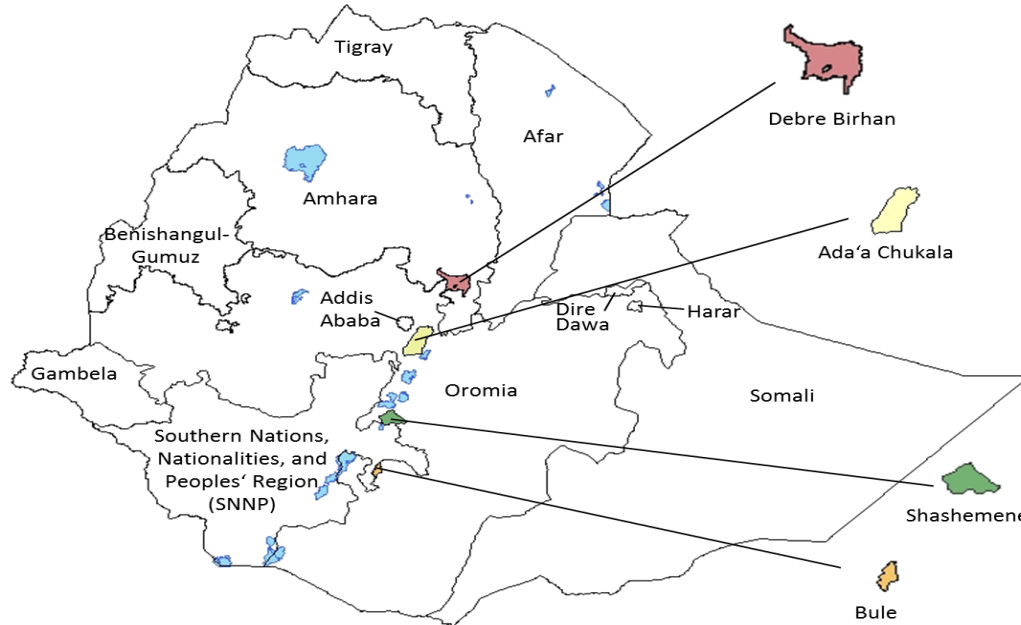 Tigray
Debre Birhan
Afar
Amhara
Benishangul-
Gumuz
Ada‘a Chukala
Addis
Ababa
Dire
Dawa
Harar
Gambela
Oromia
Somali
Southern Nations,
Nationalities, and
Peoples‘ Region
(SNNP)
Shashemene
Bule